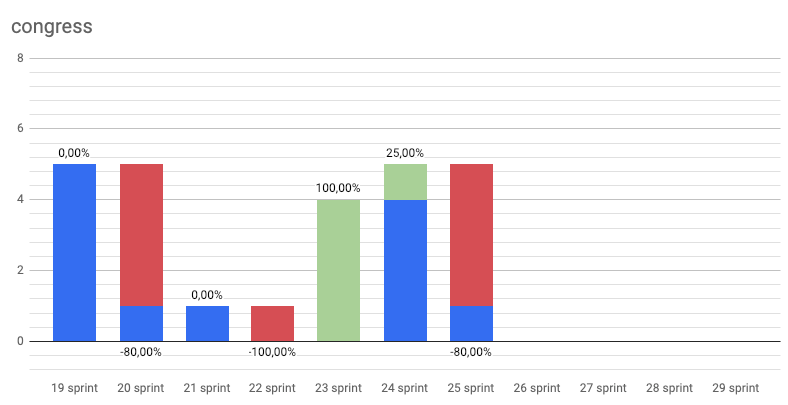 congress
8
6
4
2
0
0,00%
-80,00%
0,00%
-100,00%
100,00%
25,00%
-80,00%
19 sprint
20 sprint
21 sprint
22 sprint
23 sprint
24 sprint
25 sprint
26 sprint
27 sprint
28 sprint
29 sprint